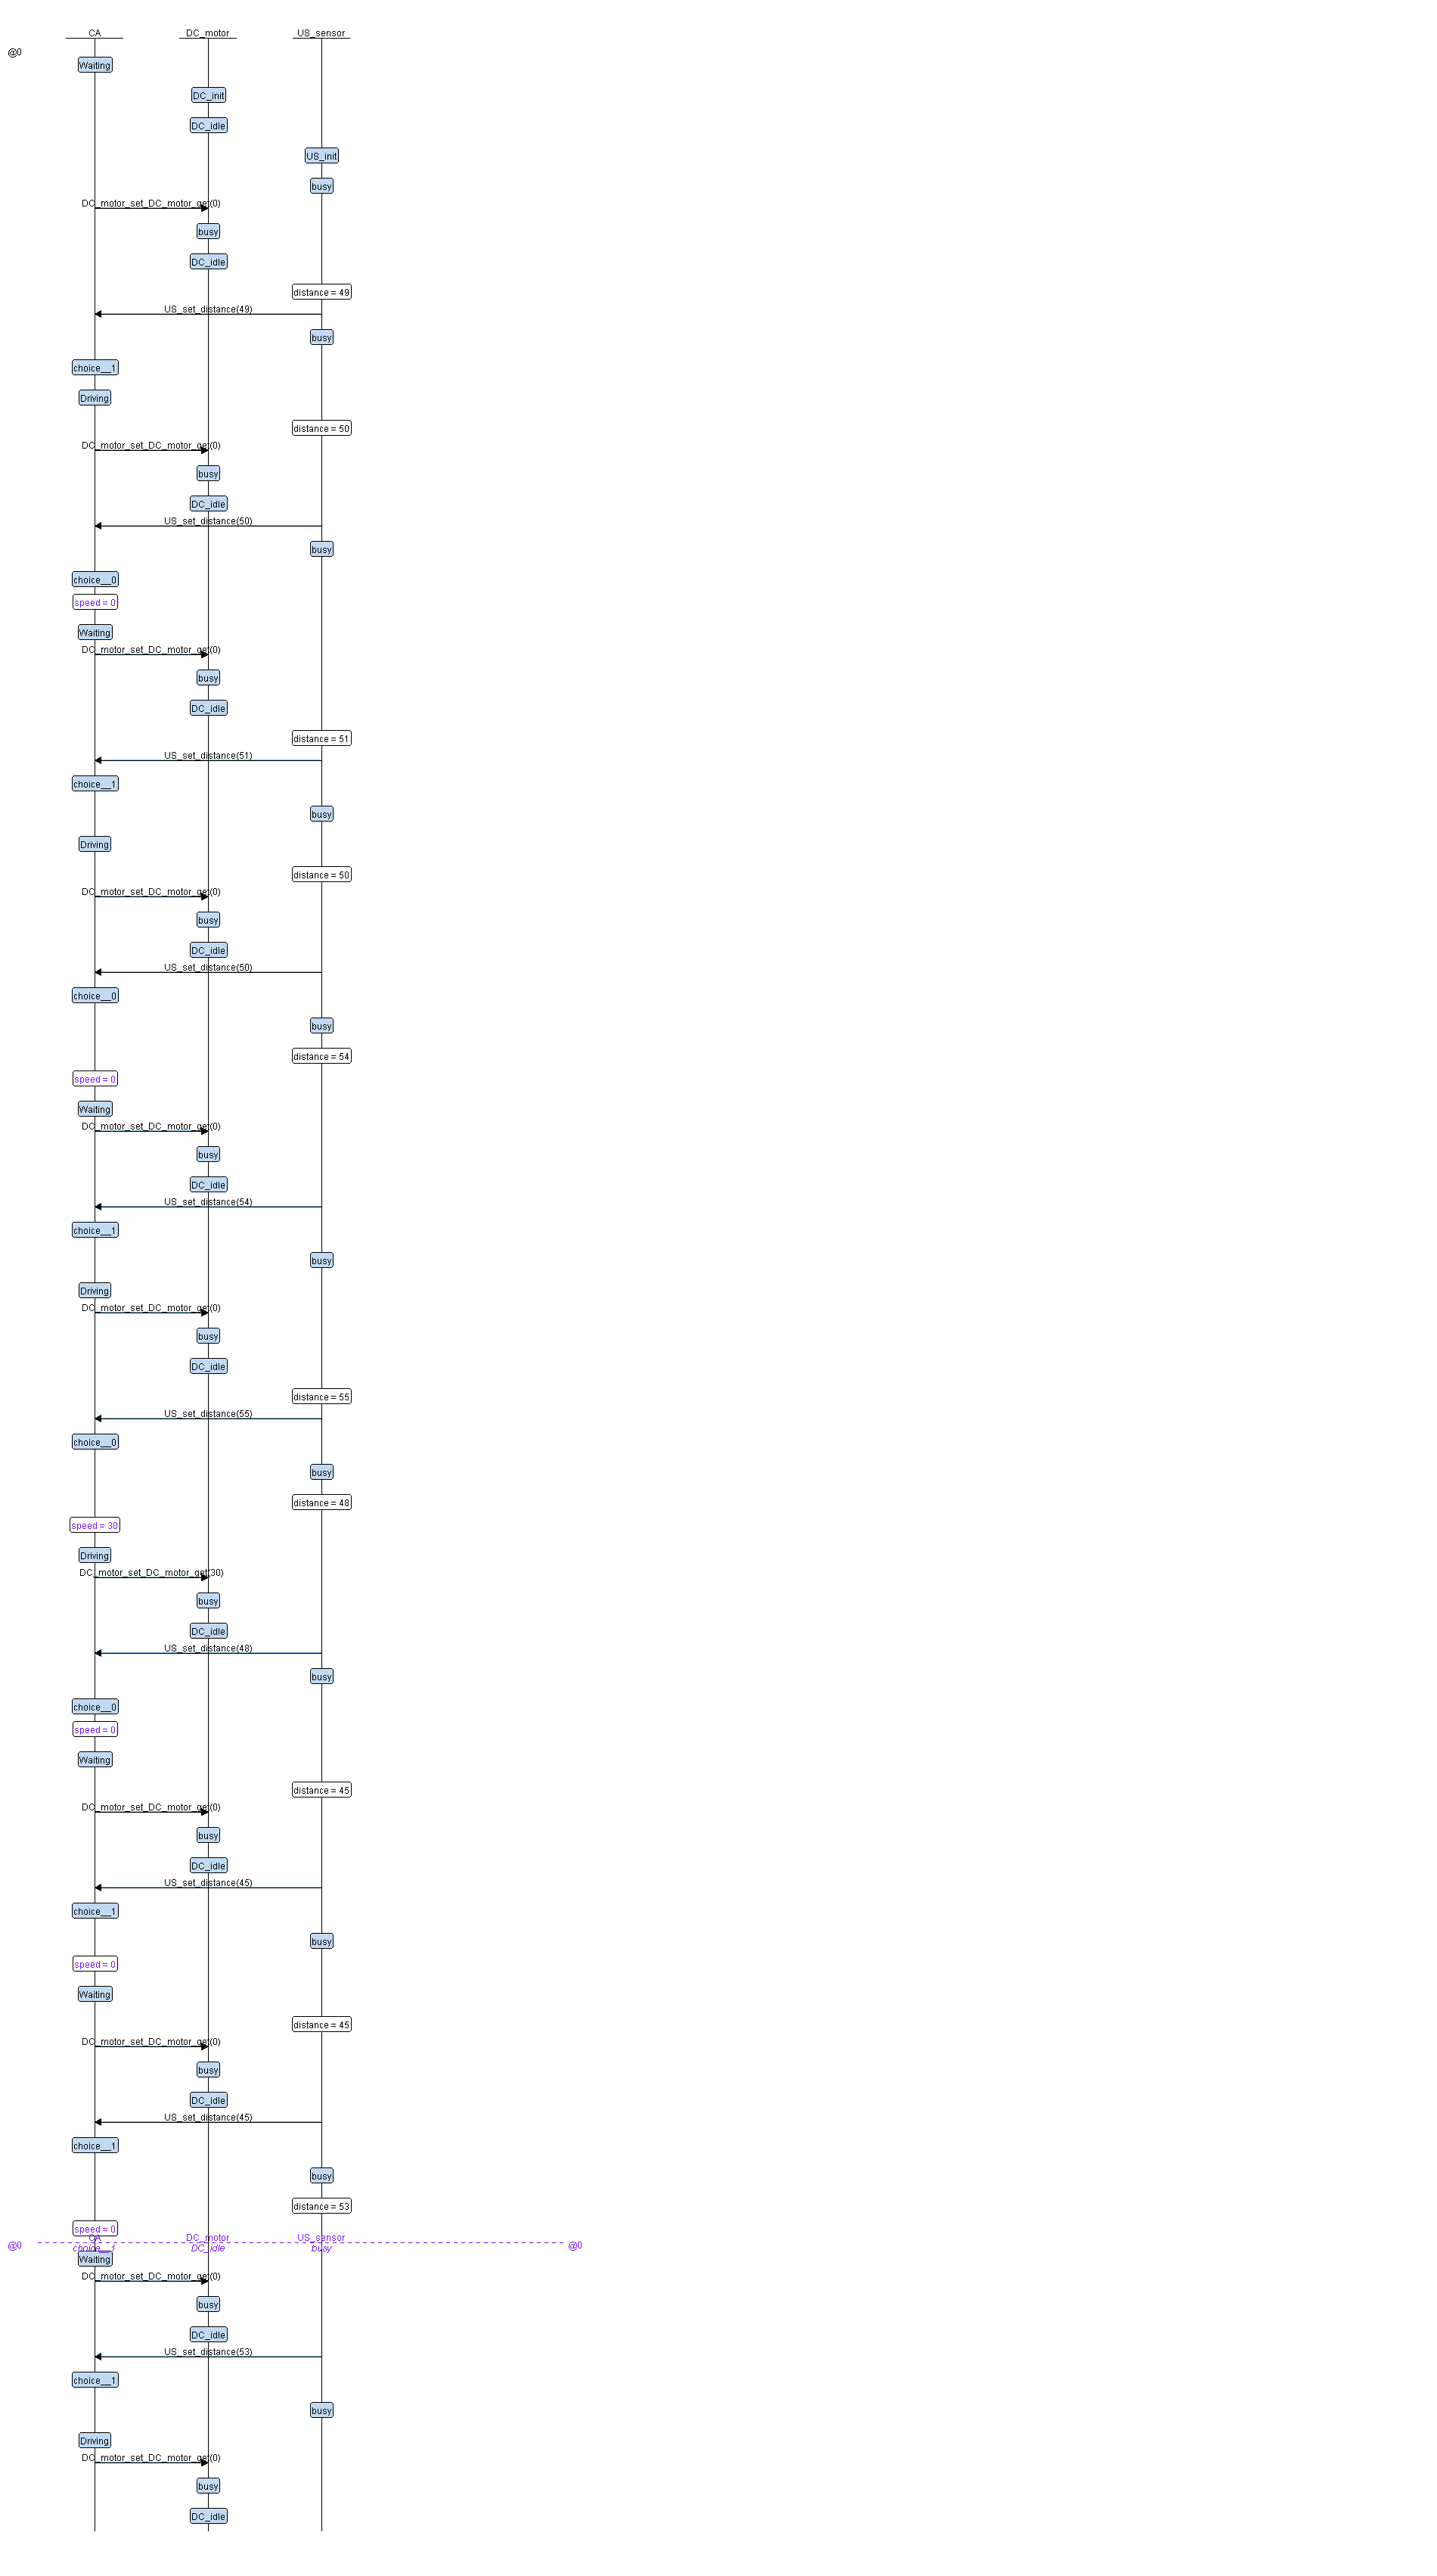 CA DC_motor US_sensor
@0
Waiting
DC_init
DC_idle
US_init
busy
DC_motor_set_DC_motor_get(0)
busy
DC_idle
distance = 49
US_set_distance(49)
busy
choice__1
Driving
distance = 50
DC_motor_set_DC_motor_get(0)
busy
DC_idle
US_set_distance(50)
busy
choice__0
speed = 0
Waiting
DC_motor_set_DC_motor_get(0)
busy
DC_idle
distance = 51
US_set_distance(51)
choice__1
busy
Driving
distance = 50
DC_motor_set_DC_motor_get(0)
busy
DC_idle
US_set_distance(50)
choice__0
busy
distance = 54
speed = 0
Waiting
DC_motor_set_DC_motor_get(0)
busy
DC_idle
US_set_distance(54)
choice__1
busy
Driving
DC_motor_set_DC_motor_get(0)
busy
DC_idle
distance = 55
US_set_distance(55)
choice__0
busy
distance = 48
speed = 30
Driving
DC_motor_set_DC_motor_get(30)
busy
DC_idle
US_set_distance(48)
busy
choice__0
speed = 0
Waiting
distance = 45
DC_motor_set_DC_motor_get(0)
busy
DC_idle
US_set_distance(45)
choice__1
busy
speed = 0
Waiting
distance = 45
DC_motor_set_DC_motor_get(0)
busy
DC_idle
US_set_distance(45)
choice__1
busy
distance = 53
speed = 0
CA DC_motor US_sensor
@0 @0
choice__1 DC_idle busy
Waiting
DC_motor_set_DC_motor_get(0)
busy
DC_idle
US_set_distance(53)
choice__1
busy
Driving
DC_motor_set_DC_motor_get(0)
busy
DC_idle